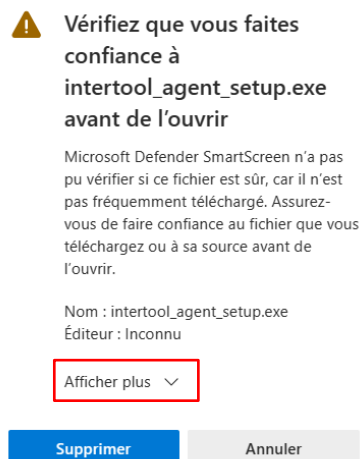 Vérifiez que vous faites
confiance à
intertool_agent_setup.exe
avant de l'ouvrir
Microsoft Defender SmartScreen n'a pas
pu vérifier si ce fichier est sûr, car il n'est
pas fréquemment téléchargé. Assurez-
vous de faire confiance au fichier que vous
téléchargez ou à sa source avant de
l'ouvrir.
Nom : intertool_agent_setup.exe
Éditeur : Inconnu
Afficher plus
Supprimer
Annuler